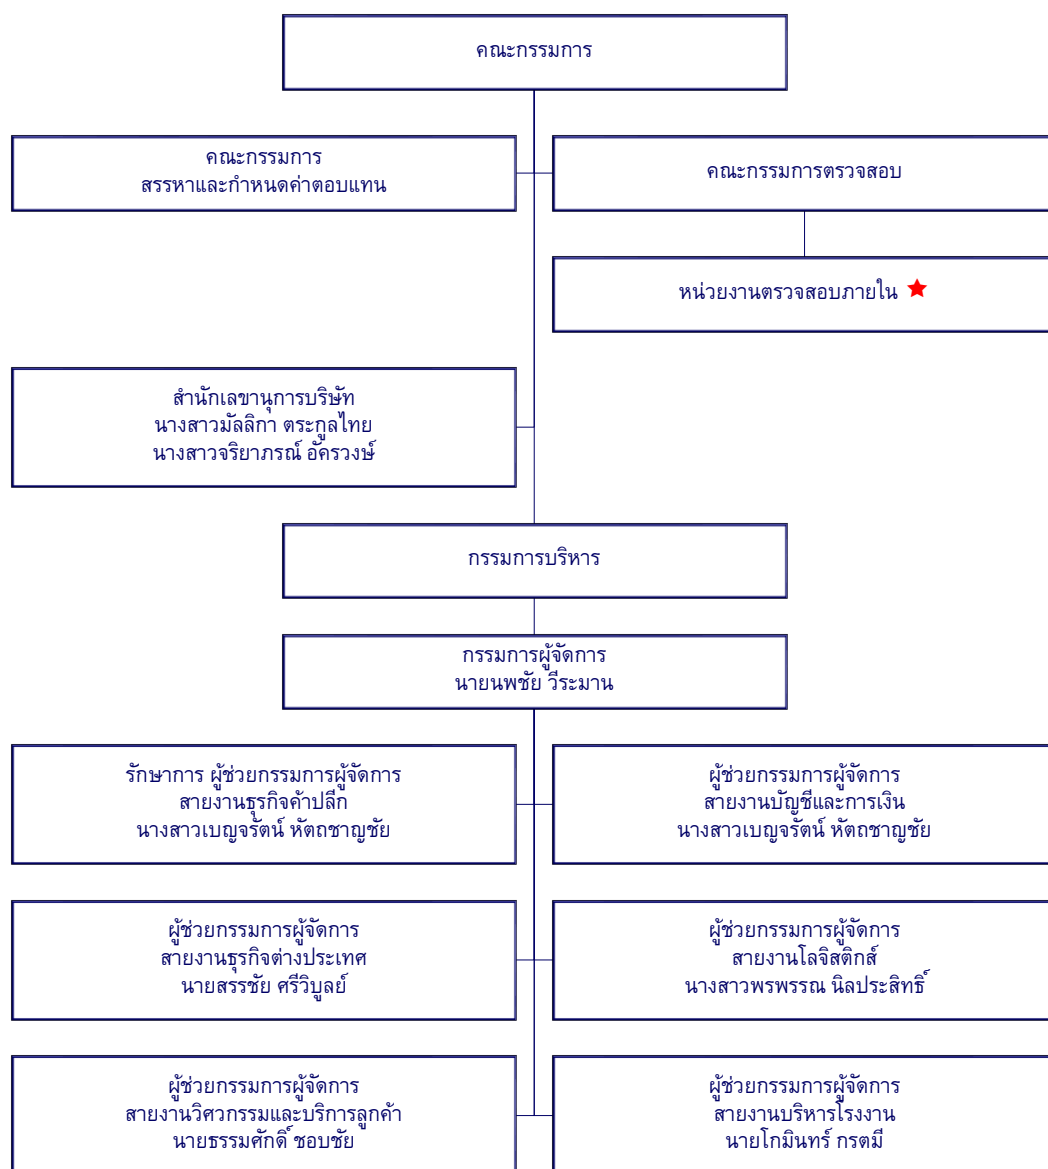 คณะกรรมการ
คณะกรรมการ
สรรหาและกำหนดค่าตอบแทน
คณะกรรมการตรวจสอบ
หน่วยงานตรวจสอบภายใน
สำนักเลขานุการบริษัท
นางสาวมัลลิกา ตระกูลไทย
นางสาวจริยาภรณ์ อัครวงษ์
กรรมการบริหาร
กรรมการผู้จัดการ
นายนพชัย วีระมาน
รักษาการ ผู้ช่วยกรรมการผู้จัดการ
สายงานธุรกิจค้าปลีก
นางสาวเบญจรัตน์ หัตถชาญชัย
ผู้ช่วยกรรมการผู้จัดการ
สายงานบัญชีและการเงิน
นางสาวเบญจรัตน์ หัตถชาญชัย
ผู้ช่วยกรรมการผู้จัดการ
สายงานธุรกิจต่างประเทศ
นายสรรชัย ศรีวิบูลย์
ผู้ช่วยกรรมการผู้จัดการ
สายงานโลจิสติกส์
นางสาวพรพรรณ นิลประสิทธิ์
ผู้ช่วยกรรมการผู้จัดการ
สายงานวิศวกรรมและบริการลูกค้า
นายธรรมศักดิ์ ชอบชัย
ผู้ช่วยกรรมการผู้จัดการ
สายงานบริหารโรงงาน
นายโกมินทร์ กรตมี